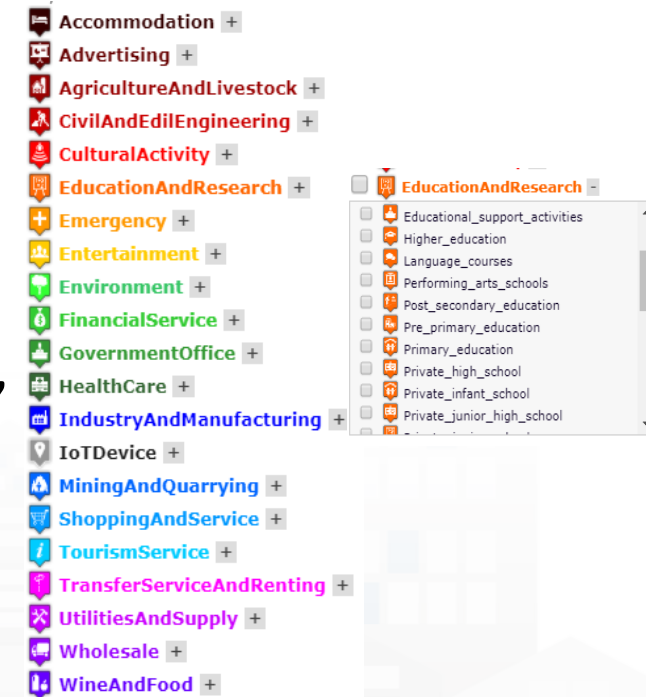 Accommodation +
Advertising +
AgricultureAndLivestock +
CivilAndEdilEngineering +
CulturalActivity +
EducationAndResearch +
Emergency +
Entertainment +
Environment +
FinancialService +
GovernmentOffice +
HealthCare +
IndustryAndManufacturing +
IoTDevice +
MiningAndQuarrying +
ShoppingAndService +
TourismService +
TransferServiceAndRenting +
UtilitiesAndSupply +
Wholesale +
WineAndFood +
EducationAndResearch -
Educational_support_activities
Higher_education
Language_courses
Performing_arts_schools
Post_secondary_education
Pre_primary_education
Primary_education
Private_high_school
Private_infant_school
Private_junior_high_school